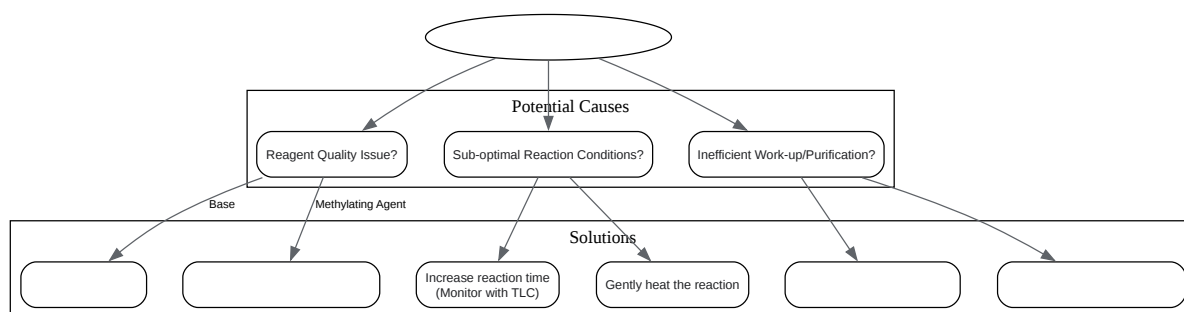 Potential Causes
Reagent Quality Issue?
Sub-optimal Reaction Conditions?
Inefficient Work-up/Purification?
Base
Methylating Agent
Solutions
Increase reaction time
(Monitor with TLC)
Gently heat the reaction